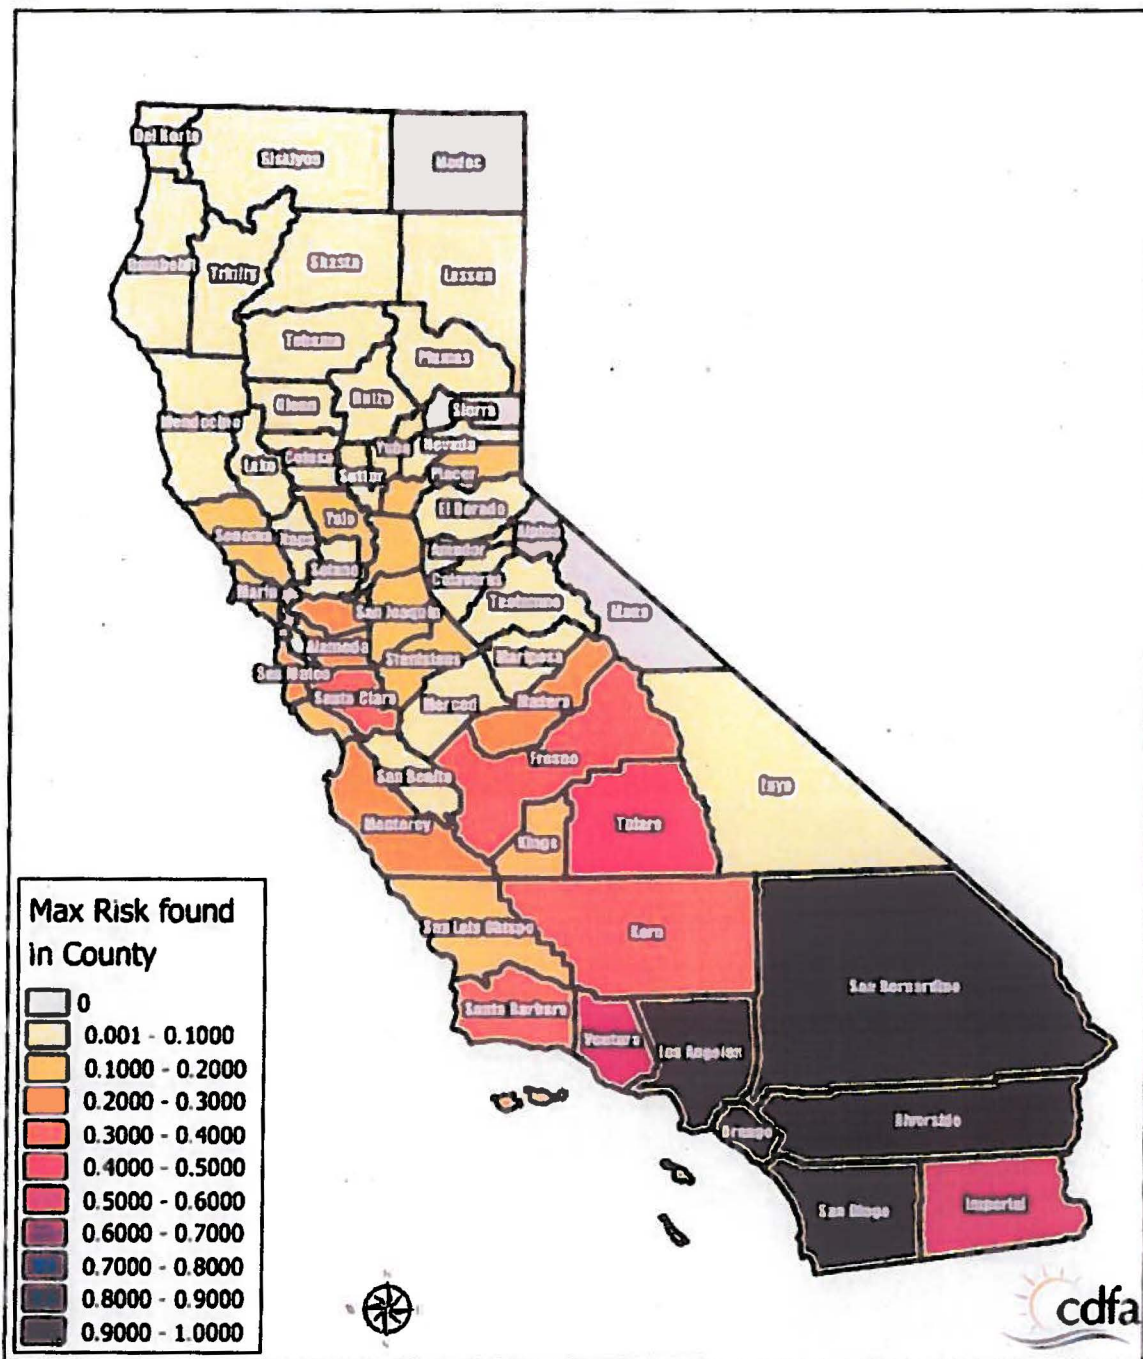 Del Norte
Siskiyou
Modoc
Humboldt
Trinity
Shasta
Lassen
Tehama
Plumas
Glenn
Butte
Sierra
Mendocino
Lake
Colusa
Sutter
Yuba
Nevada
Placer
Sonoma
Napa
Yolo
El Dorado
Alpine
Amador
Solano
Calaveras
Marin
San Joaquin
Tuolumne
Mono
Alameda
Stanislaus
Mariposa
San Mateo
Santa Clara
Merced
Madera
Fresno
San Benito
Inyo
Monterey
Kings
Tulare
San Luis Obispo
Kern
San Bernardino
Santa Barbara
Ventura
Los Angeles
Orange
Riverside
San Diego
Imperial
Max Risk found
in County
0
0.001 - 0.1000
0.1000 - 0.2000
0.2000 - 0.3000
0.3000 - 0.4000
0.4000 - 0.5000
0.5000 - 0.6000
0.6000 - 0.7000
0.7000 - 0.8000
0.8000 - 0.9000
0.9000 - 1.0000
cdfa